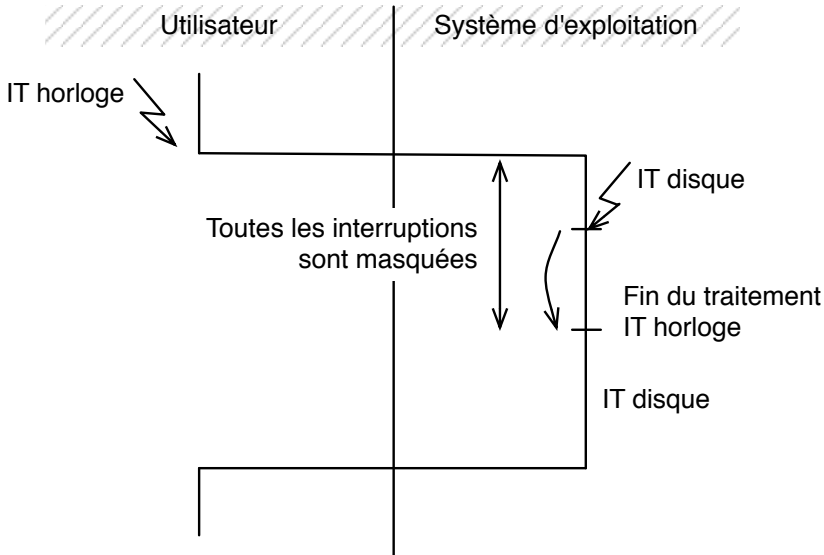 Utilisateur
Système d'exploitation
IT horloge
IT disque
Toutes les interruptions
sont masquées
Fin du traitement
IT horloge
IT disque